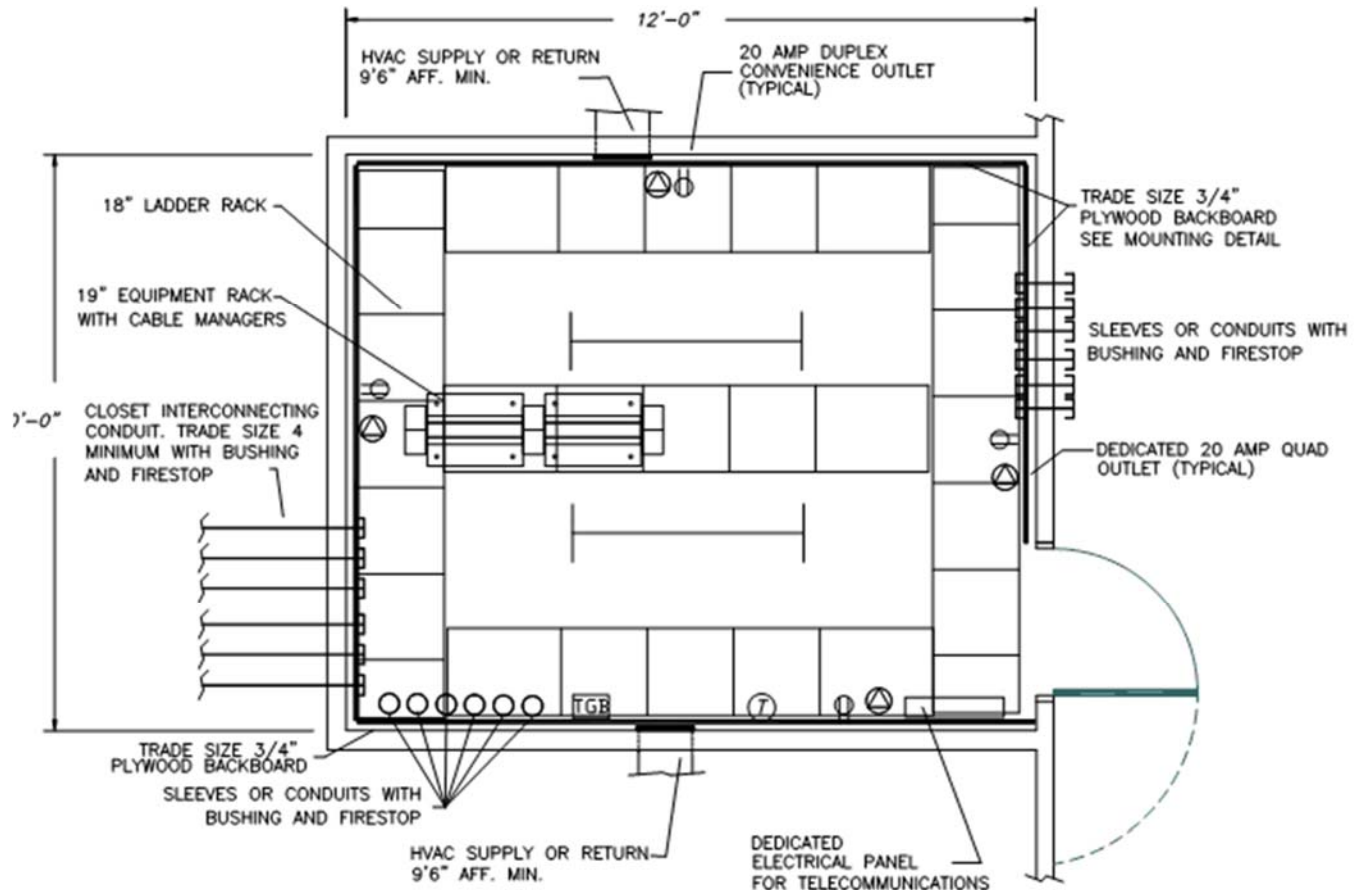 12'-0"
HVAC SUPPLY OR RETURN
9'6" AFF. MIN.
20 AMP DUPLEX
CONVENIENCE OUTLET
(TYPICAL)
18" LADDER RACK
TRADE SIZE 3/4"
PLYWOOD BACKBOARD
SEE MOUNTING DETAIL
19" EQUIPMENT RACK
WITH CABLE MANAGERS
SLEEVES OR CONDUITS WITH
BUSHING AND FIRESTOP
'-0"
CLOSET INTERCONNECTING
CONDUIT. TRADE SIZE 4
MINIMUM WITH BUSHING
AND FIRESTOP
DEDICATED 20 AMP QUAD
OUTLET (TYPICAL)
TGB
T
TRADE SIZE 3/4"
PLYWOOD BACKBOARD
SLEEVES OR CONDUITS WITH
BUSHING AND FIRESTOP
HVAC SUPPLY OR RETURN
9'6" AFF. MIN.
DEDICATED
ELECTRICAL PANEL
FOR TELECOMMUNICATIONS